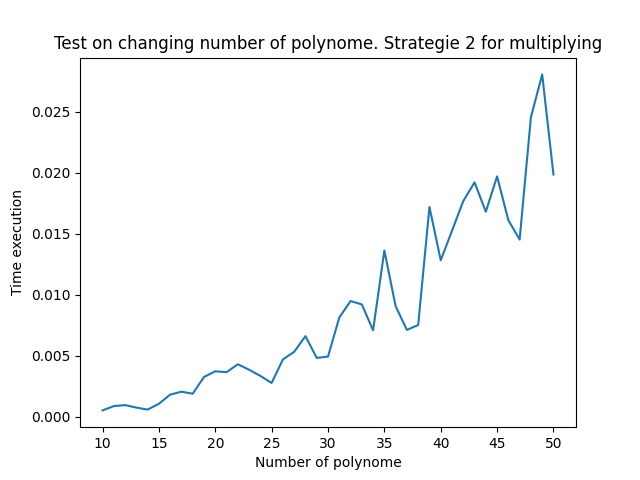 Test on changing number of polynome. Strategie 2 for multiplying
0.025
0.020
0.015
0.010
0.005
0.000
Time execution
10 15 20 25 30 35 40 45 50
Number of polynome